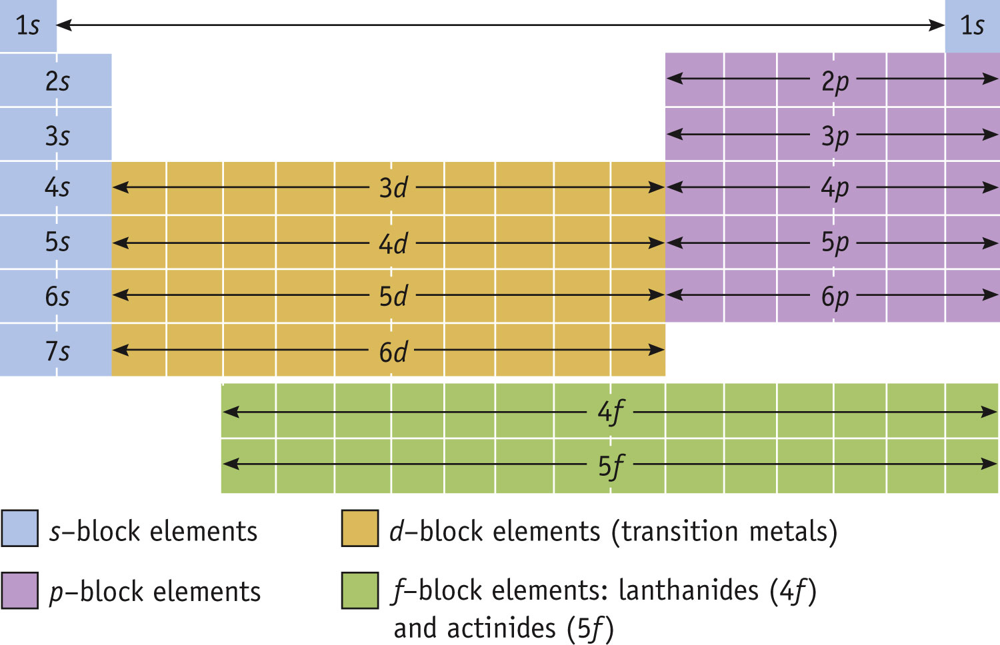 1s 1s
2s 2p
3s 3p
4s 3d 4p
5s 4d 5p
6s 5d 6p
7s 6d
4f
5f
s–block elements
d–block elements (transition metals)
p–block elements
f–block elements: lanthanides (4f)
and actinides (5f)